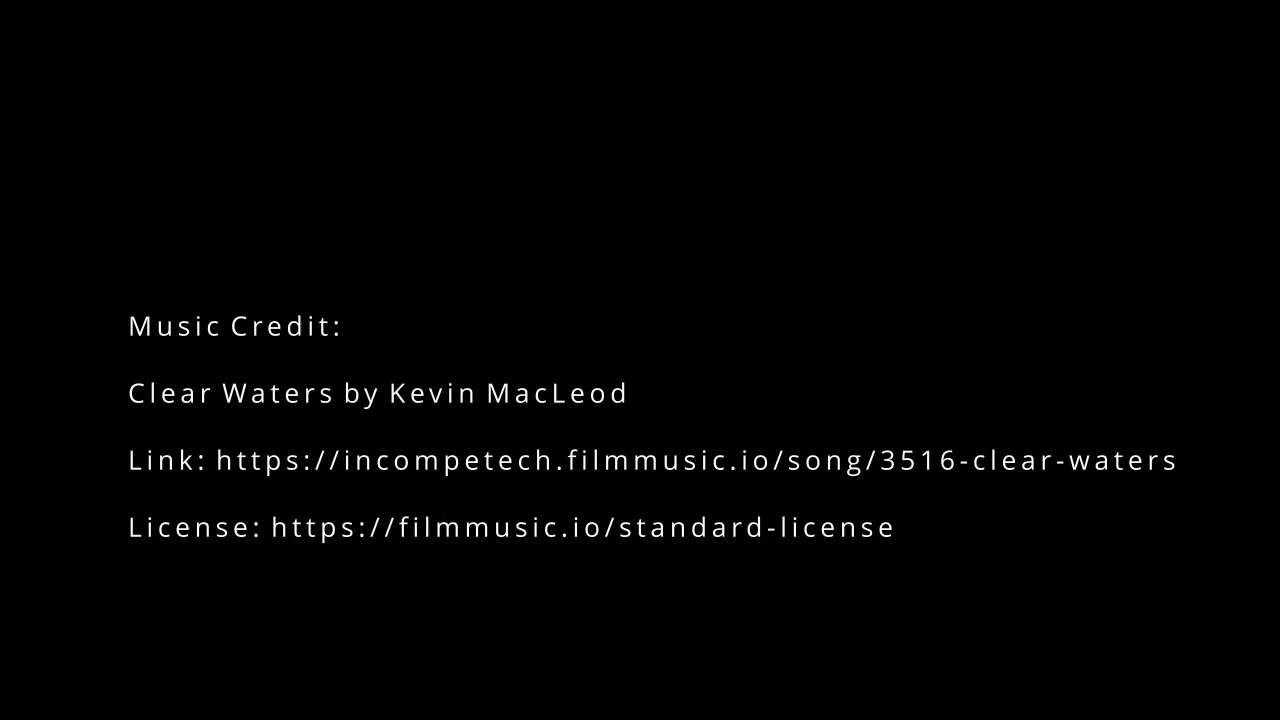 Music Credit:
Clear Waters by Kevin MacLeod
Link: https://incompetech.filmmusic.io/song/3516-clear-waters
License: https://filmmusic.io/standard-license